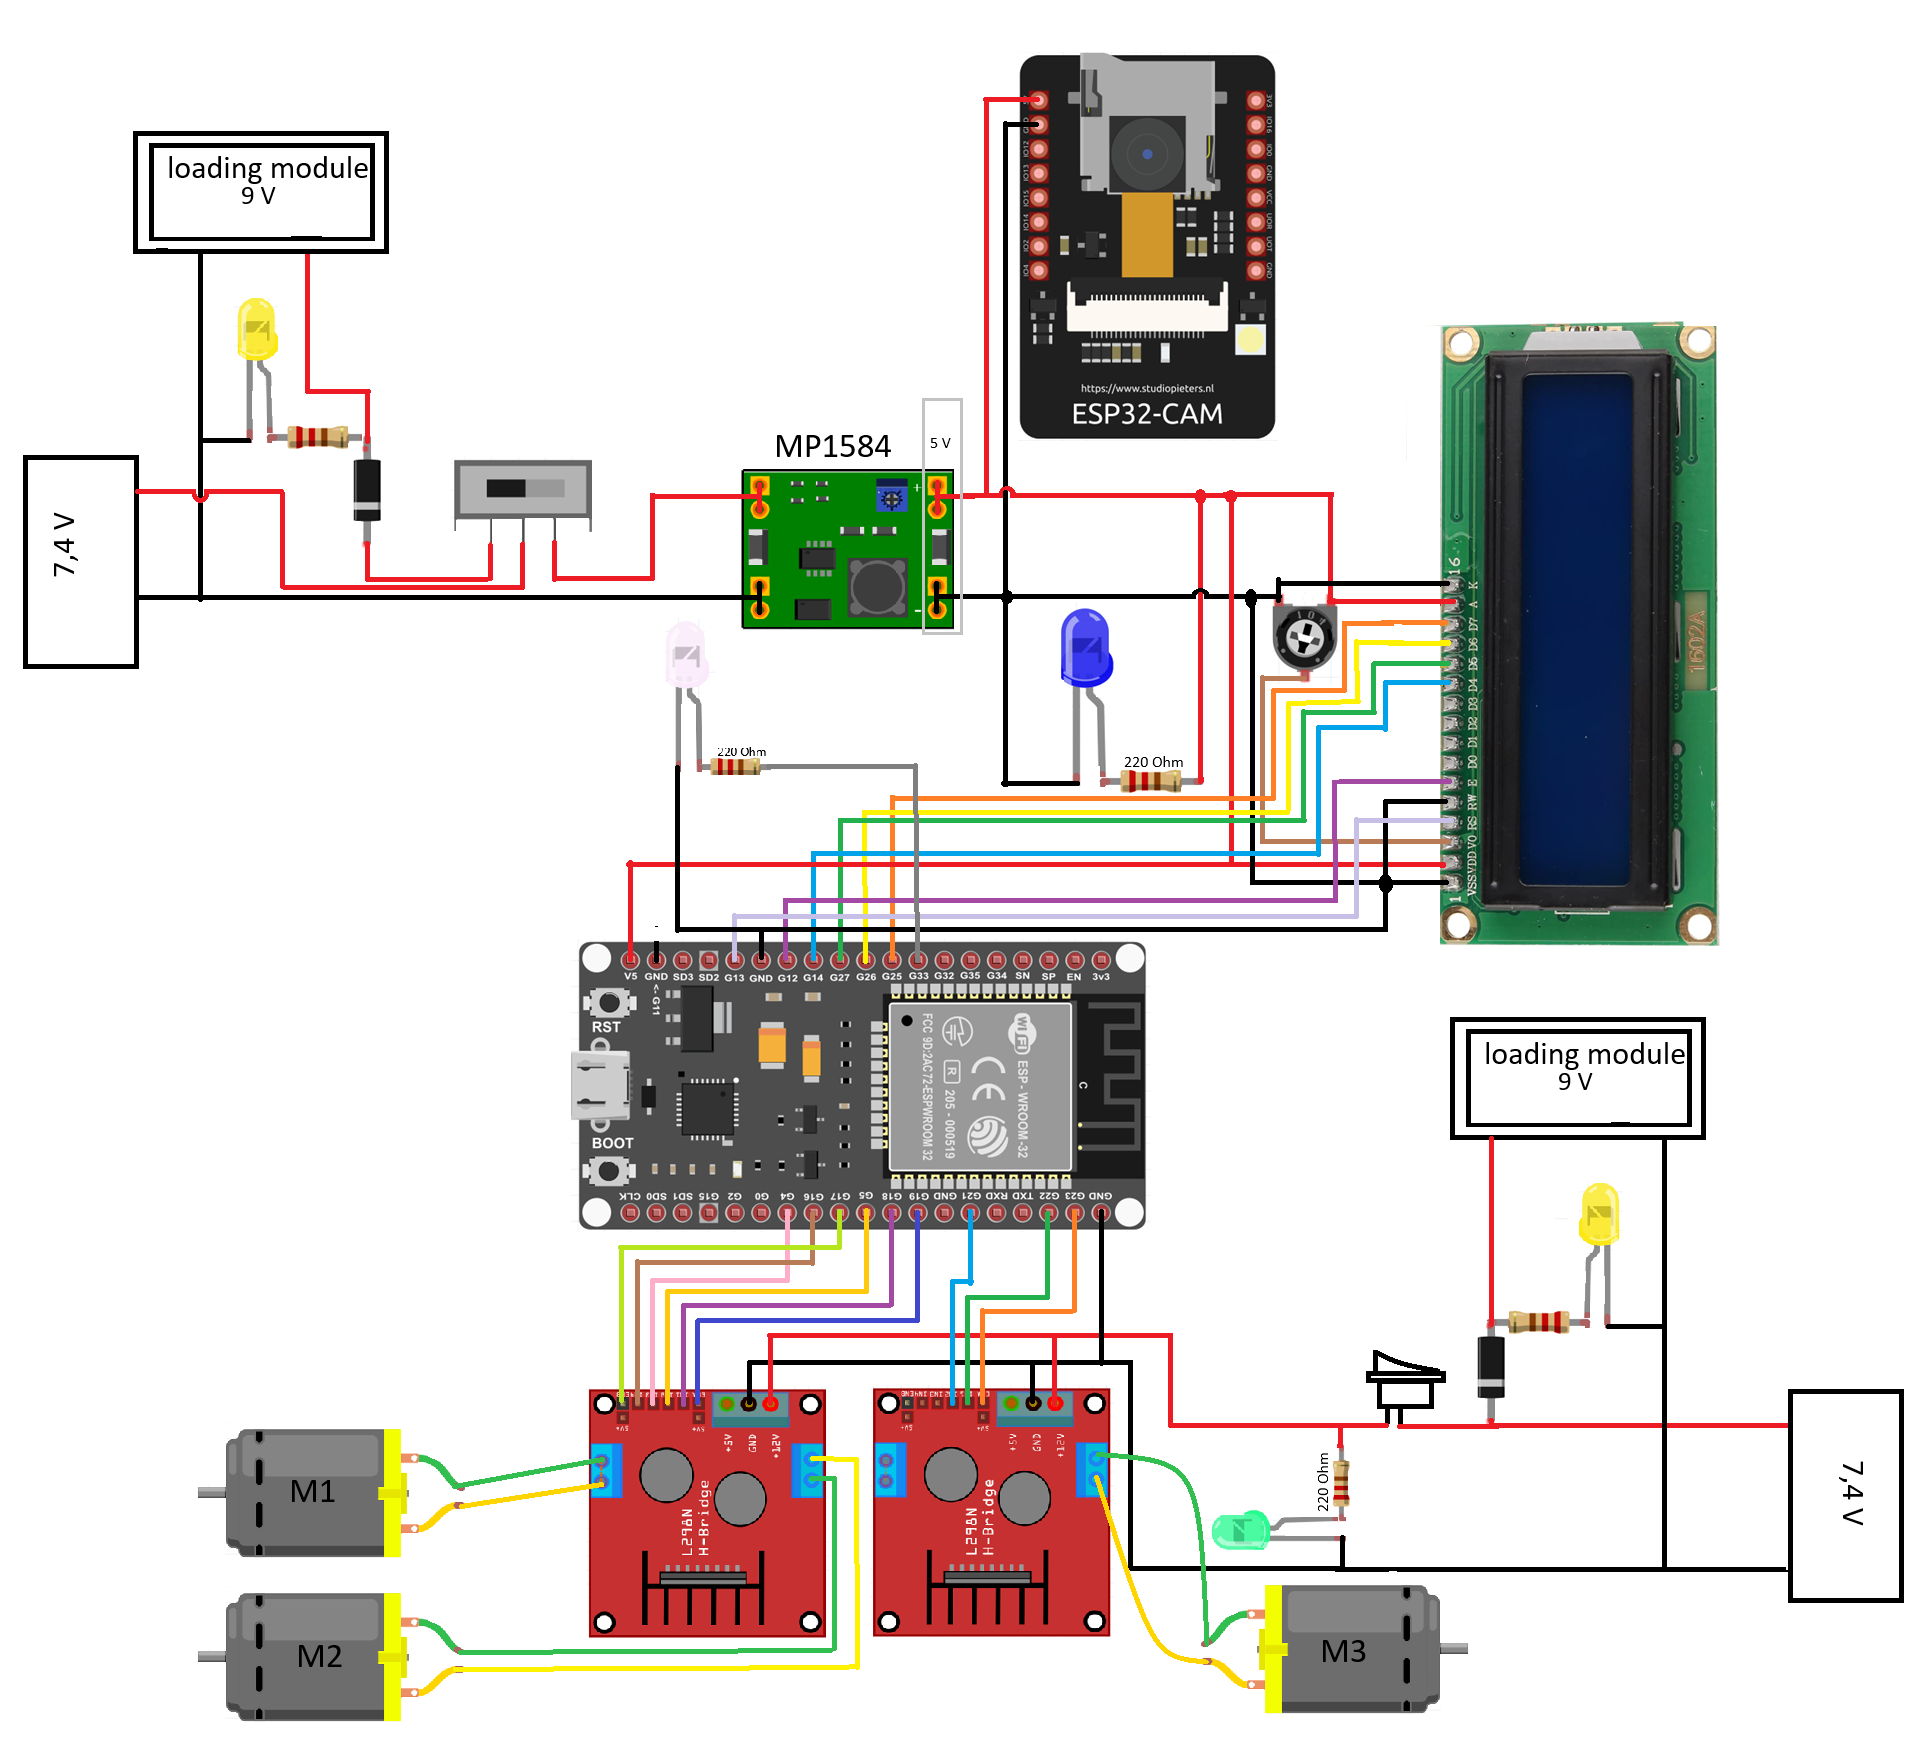 loading module
9 V
7,4 V
MP1584
5 V
3V3
IO16
IO0
GND
VCC
UOR
UOT
GND
GND
IO12
IO13
IO15
IO14
IO2
IO4
https://www.studiopieters.nl
ESP32-CAM
16
K
A
D7
D6
D5
D4
D3
D2
D1
D0
E
RW
RS
VO
VDD
VSS
1
1602A
220 Ohm
220 Ohm
V5 GND SD3 SD2 G13 GND G12 G14 G27 G26 G25 G33 G32 G35 G34 SN SP EN 3v3
<- G11
RST
BOOT
WiFi ESP - WROOM -32
CE
R 205 - 000519
FCC 9D:2AC72-ESPWROOM 32
C
CLK SD0 SD1 G15 G2 G0 G4 G16 G17 G5 G18 G19 GND G21 RXD TXD G22 G23 GND
loading module
9 V
7,4 V
220 Ohm
+5V GND +12V
L298N
H-Bridge
+5V GND +12V
L298N
H-Bridge
M1
M2
M3